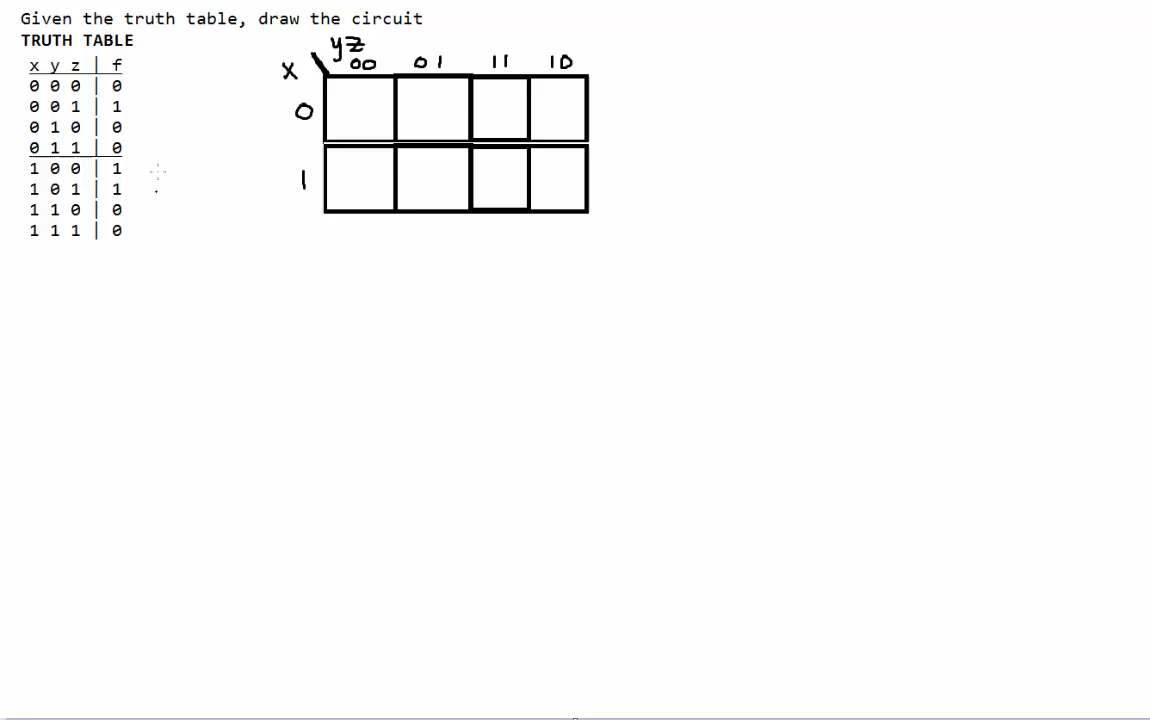 Given the truth table, draw the circuit
TRUTH TABLE
x y z | f
0 0 0 | 0
0 0 1 | 1
0 1 0 | 0
0 1 1 | 0
1 0 0 | 1
1 0 1 | 1
1 1 0 | 0
1 1 1 | 0
yz
x 00 01 11 10
0
1